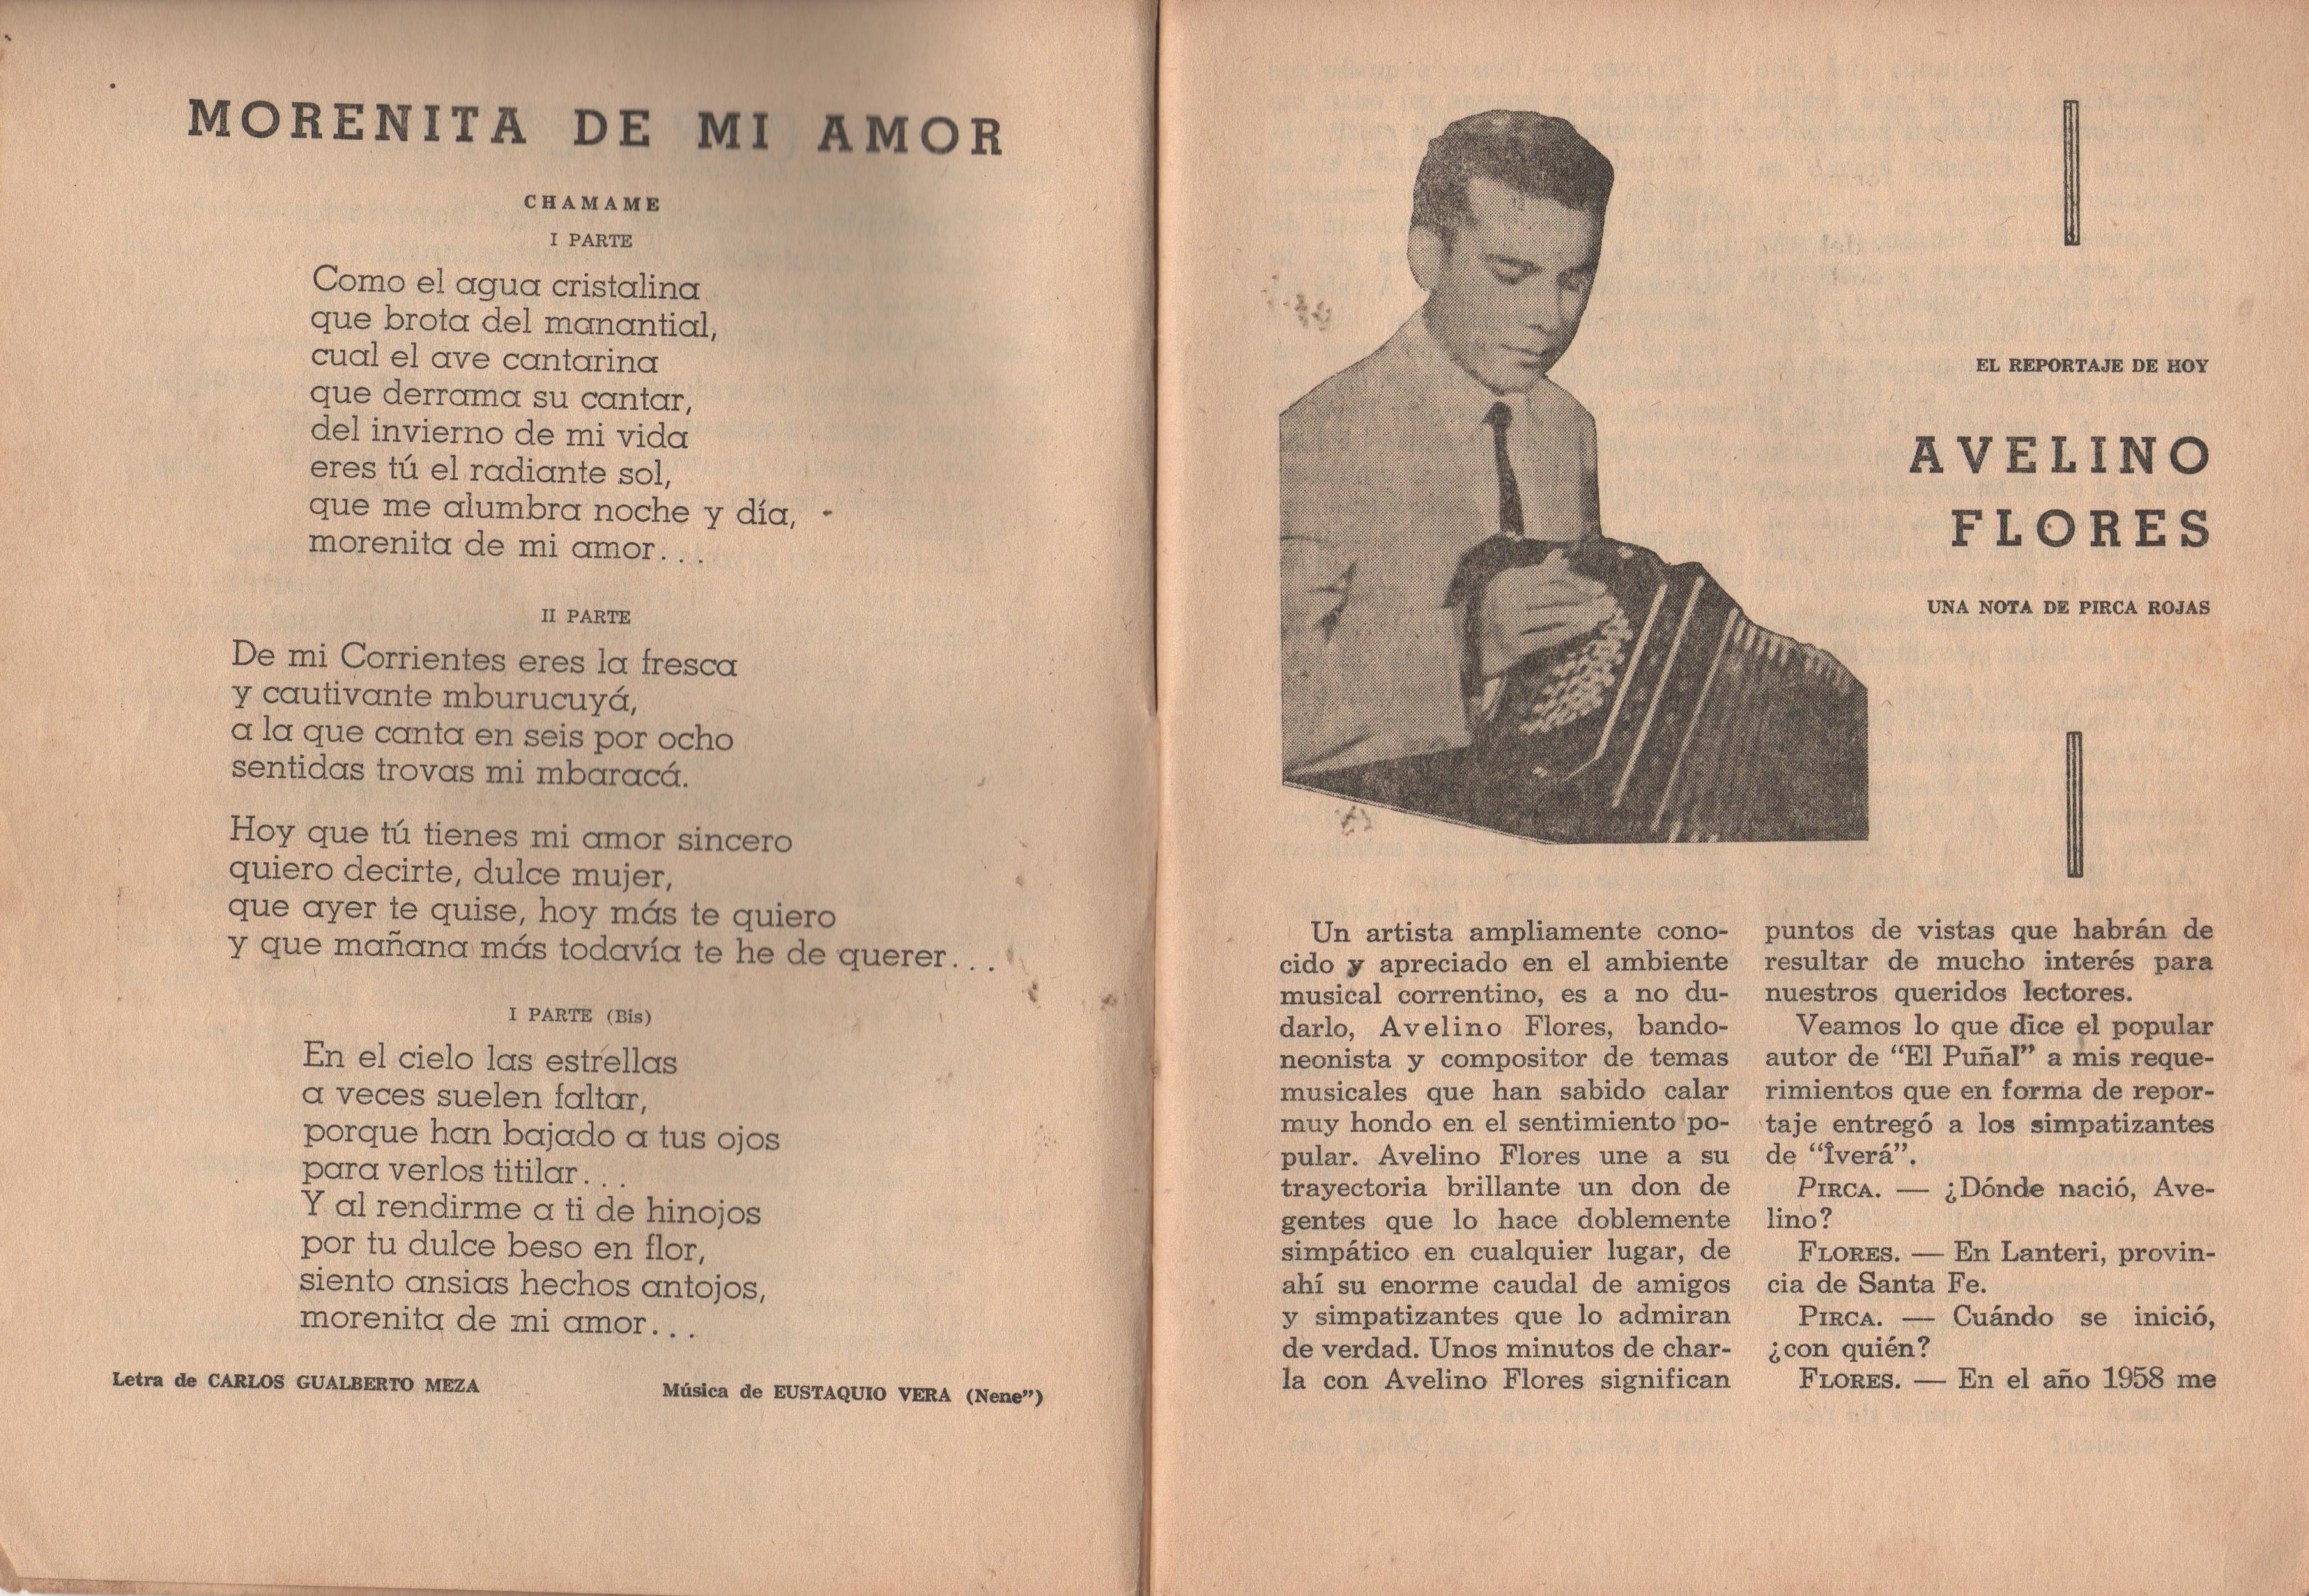 MORENITA DE MI AMOR
CHAMAME
I PARTE
Como el agua cristalina
que brota del manantial,
cual el ave cantarina
que derrama su cantar,
del invierno de mi vida
eres tú el radiante sol,
que me alumbra noche y día,
morenita de mi amor...
II PARTE
De mi Corrientes eres la fresca
y cautivante mburucuyá,
a la que canta en seis por ocho
sentidas trovas mi mbaracá.
Hoy que tú tienes mi amor sincero
quiero decirte, dulce mujer,
que ayer te quise, hoy más te quiero
y que mañana más todavía te he de querer...
I PARTE (Bis)
En el cielo las estrellas
a veces suelen faltar,
porque han bajado a tus ojos
para verlos titilar...
Y al rendirme a ti de hinojos
por tu dulce beso en flor,
siento ansias hechos antojos,
morenita de mi amor...
Letra de CARLOS GUALBERTO MEZA
Música de EUSTAQUIO VERA (Nene")
EL REPORTAJE DE HOY
AVELINO
FLORES
UNA NOTA DE PIRCA ROJAS
Un artista ampliamente cono-
cido y apreciado en el ambiente
musical correntino, es a no du-
darlo, Avelino Flores, bando-
neonista y compositor de temas
musicales que han sabido calar
muy hondo en el sentimiento po-
pular. Avelino Flores une a su
trayectoria brillante un don de
gentes que lo hace doblemente
simpático en cualquier lugar, de
ahí su enorme caudal de amigos
y simpatizantes que lo admiran
de verdad. Unos minutos de char-
la con Avelino Flores significan
puntos de vistas que habrán de
resultar de mucho interés para
nuestros queridos lectores.
Veamos lo que dice el popular
autor de "El Puñal" a mis reque-
rimientos que en forma de repor-
taje entregó a los simpatizantes
de "Îverá".
PIRCA. — ¿Dónde nació, Ave-
lino?
FLORES. — En Lanteri, provin-
cia de Santa Fe.
PIRCA. — Cuándo se inició,
¿con quién?
FLORES. — En el año 1958 me